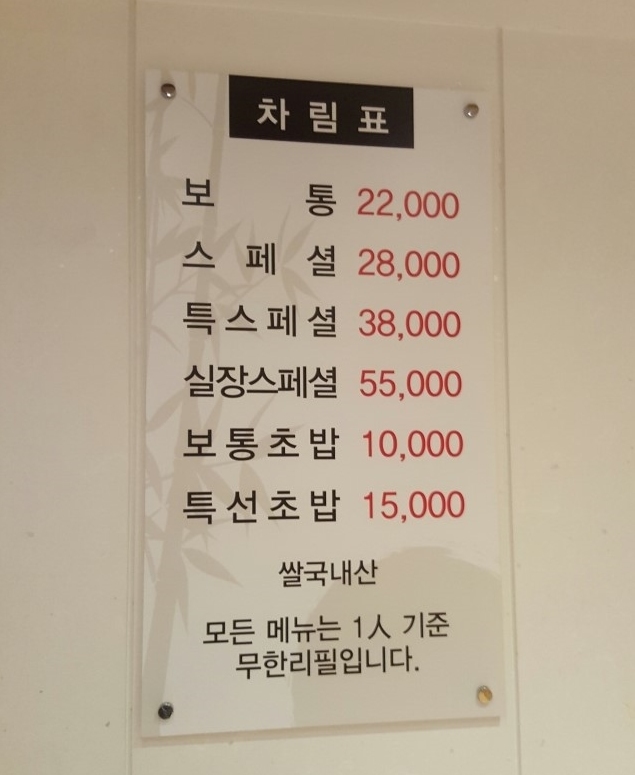 차림표
보통 22,000
스페셜 28,000
특스페셜 38,000
실장스페셜 55,000
보통초밥 10,000
특선초밥 15,000
쌀국내산
모든 메뉴는 1人 기준
무한리필입니다.